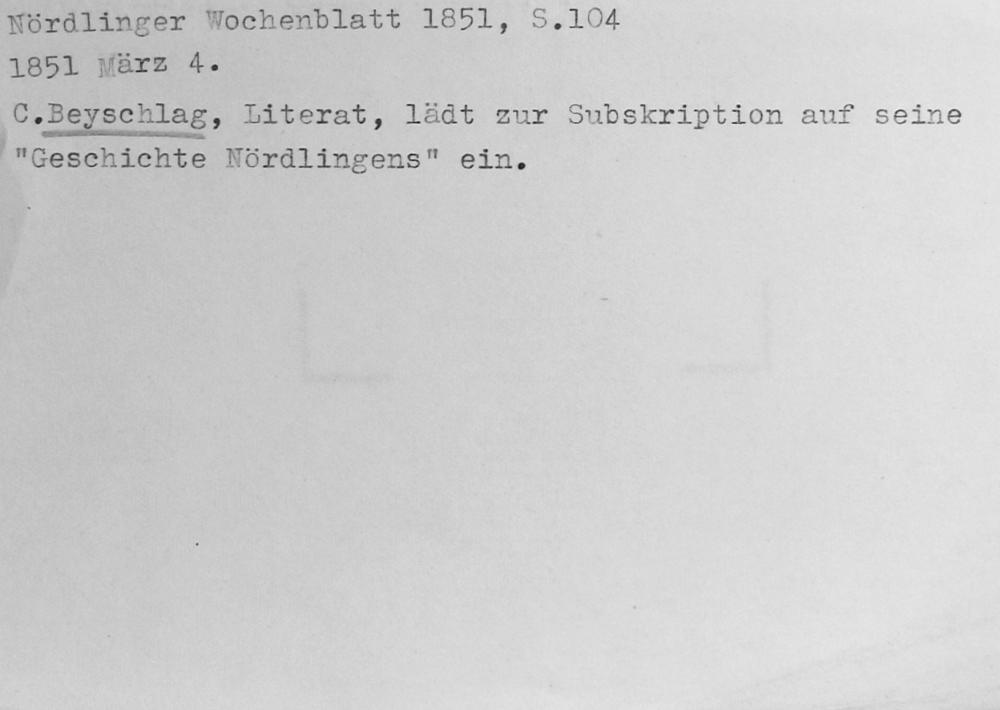 Nördlinger Wochenblatt 1851, S.104
1851 März 4.
C.Beyschlag, Literat, lädt zur Subskription auf seine
"Geschichte Nördlingens" ein.